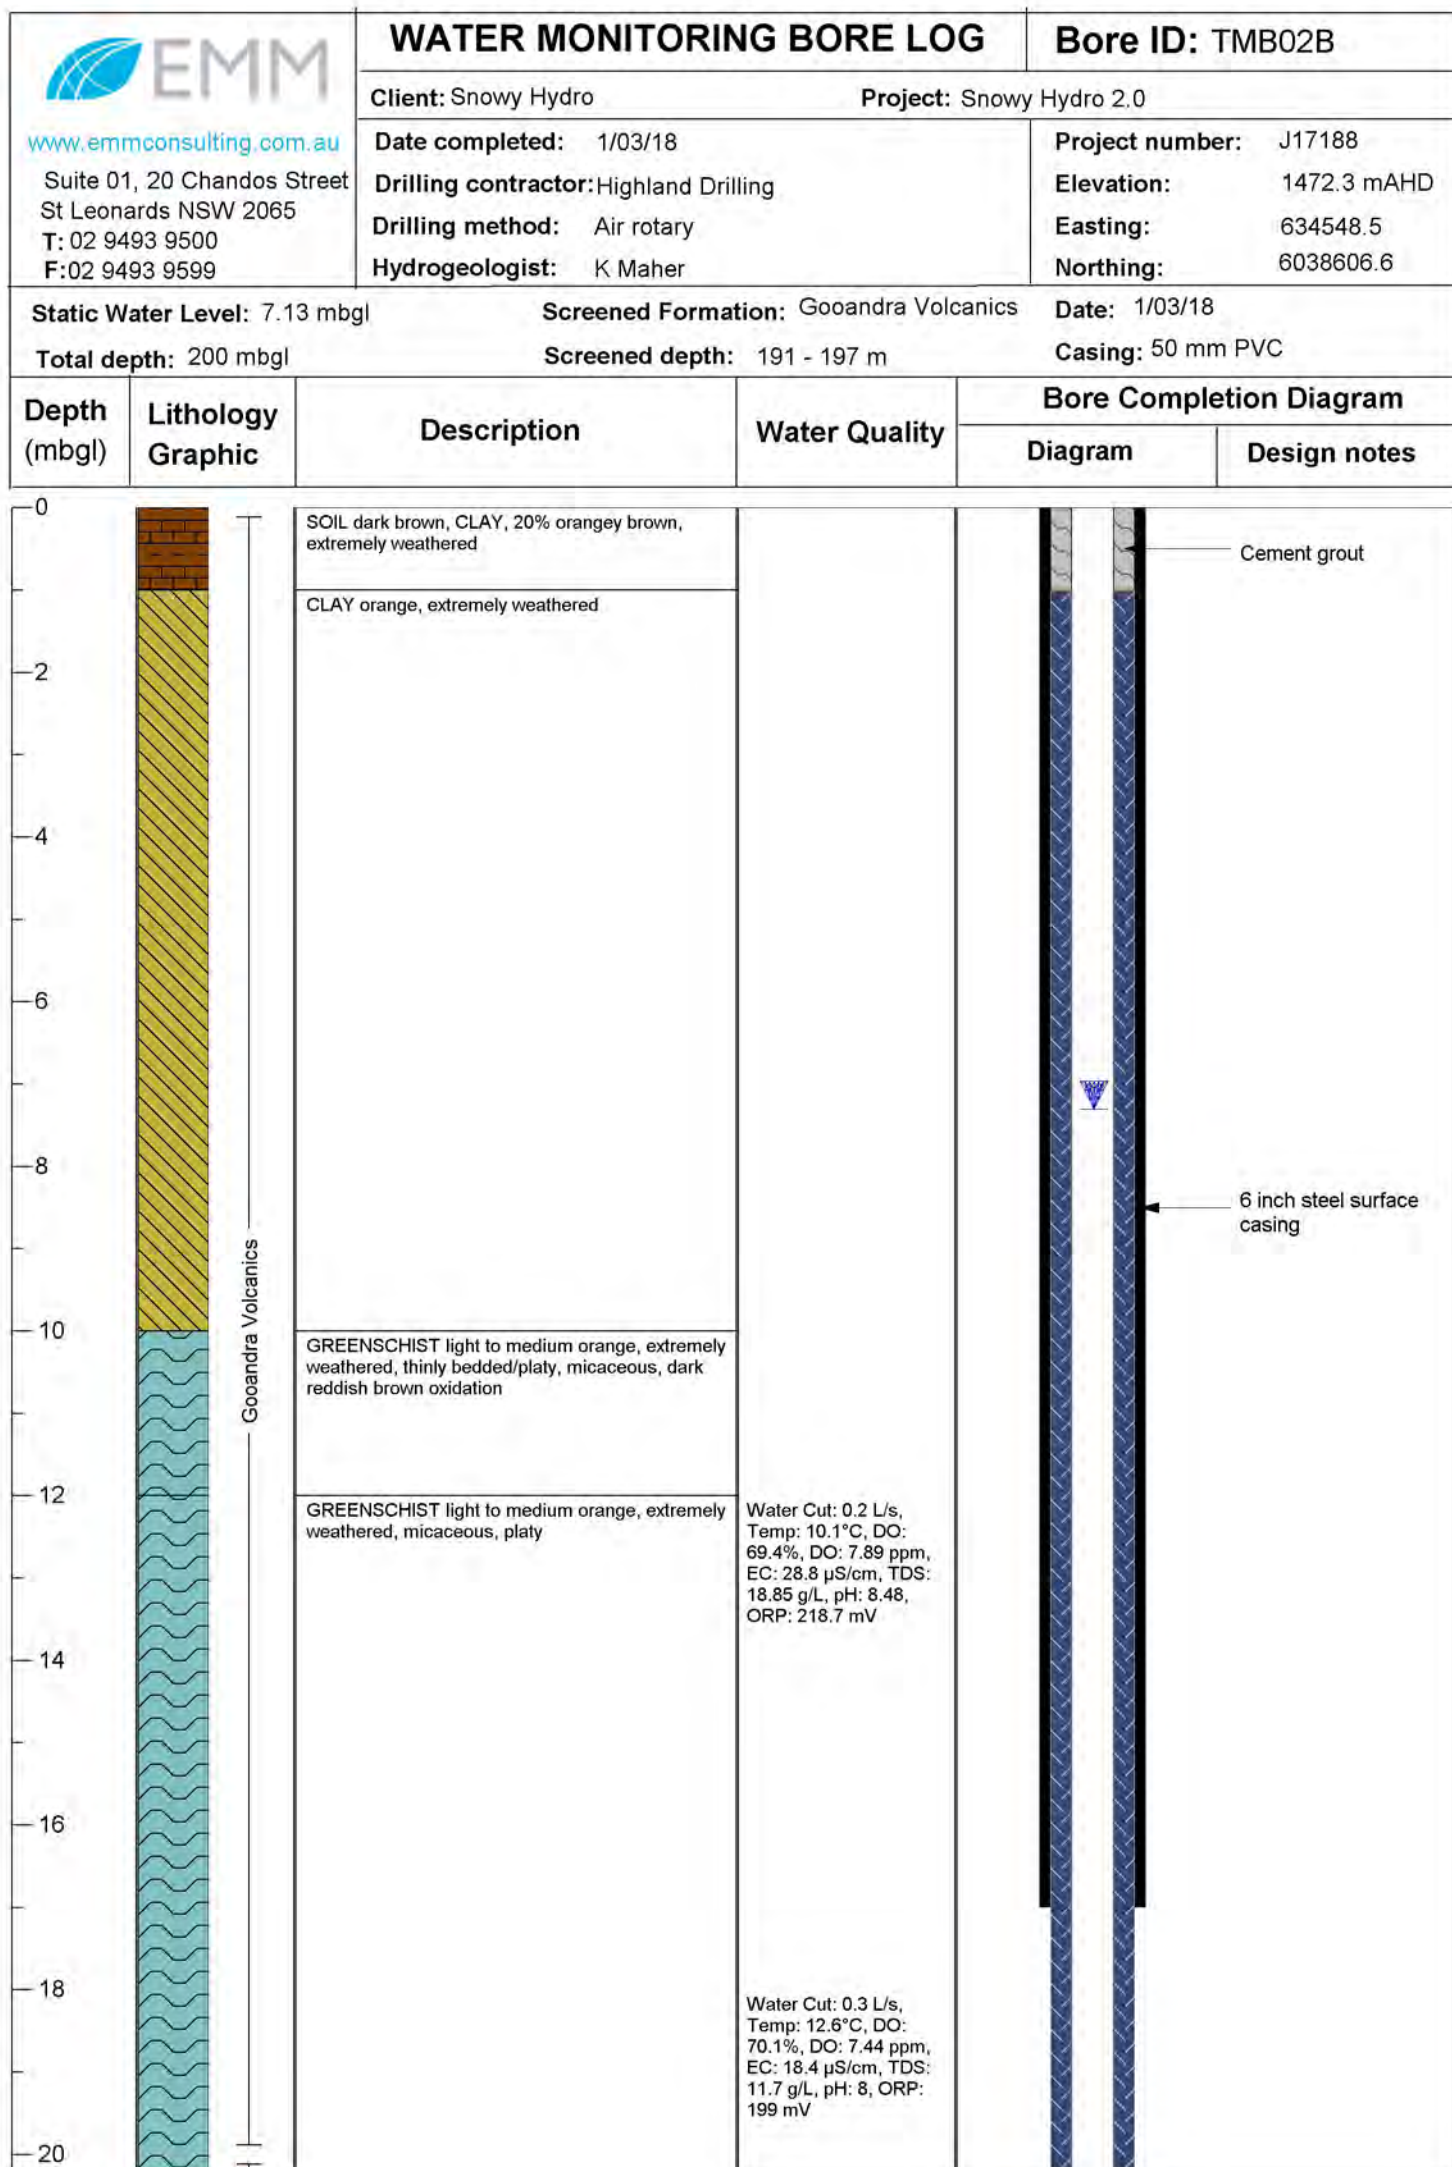 EMM
www.emmconsulting.com.au
Suite 01, 20 Chandos Street
St Leonards NSW 2065
T: 02 9493 9500
F:02 9493 9599
WATER MONITORING BORE LOG
Bore ID: TMB02B
Client: Snowy Hydro
Project: Snowy Hydro 2.0
Date completed: 1/03/18
Drilling contractor: Highland Drilling
Drilling method: Air rotary
Hydrogeologist: K Maher
Project number: J17188
Elevation: 1472.3 mAHD
Easting: 634548.5
Northing: 6038606.6
Static Water Level: 7.13 mbgl
Screened Formation: Gooandra Volcanics
Date: 1/03/18
Total depth: 200 mbgl
Screened depth: 191 - 197 m
Casing: 50 mm PVC
Depth
(mbgl)
Lithology
Graphic
Description
Water Quality
Bore Completion Diagram
Diagram
Design notes
0
SOIL dark brown, CLAY, 20% orangey brown,
extremely weathered
Cement grout
CLAY orange, extremely weathered
2
4
6
8
6 inch steel surface
casing
Gooandra Volcanics
10
GREENSCHIST light to medium orange, extremely
weathered, thinly bedded/platy, micaceous, dark
reddish brown oxidation
12
GREENSCHIST light to medium orange, extremely
weathered, micaceous, platy
Water Cut: 0.2 L/s,
Temp: 10.1°C, DO:
69.4%, DO: 7.89 ppm,
EC: 28.8 µS/cm, TDS:
18.85 g/L, pH: 8.48,
ORP: 218.7 mV
14
16
18
Water Cut: 0.3 L/s,
Temp: 12.6°C, DO:
70.1%, DO: 7.44 ppm,
EC: 18.4 µS/cm, TDS:
11.7 g/L, pH: 8, ORP:
199 mV
20